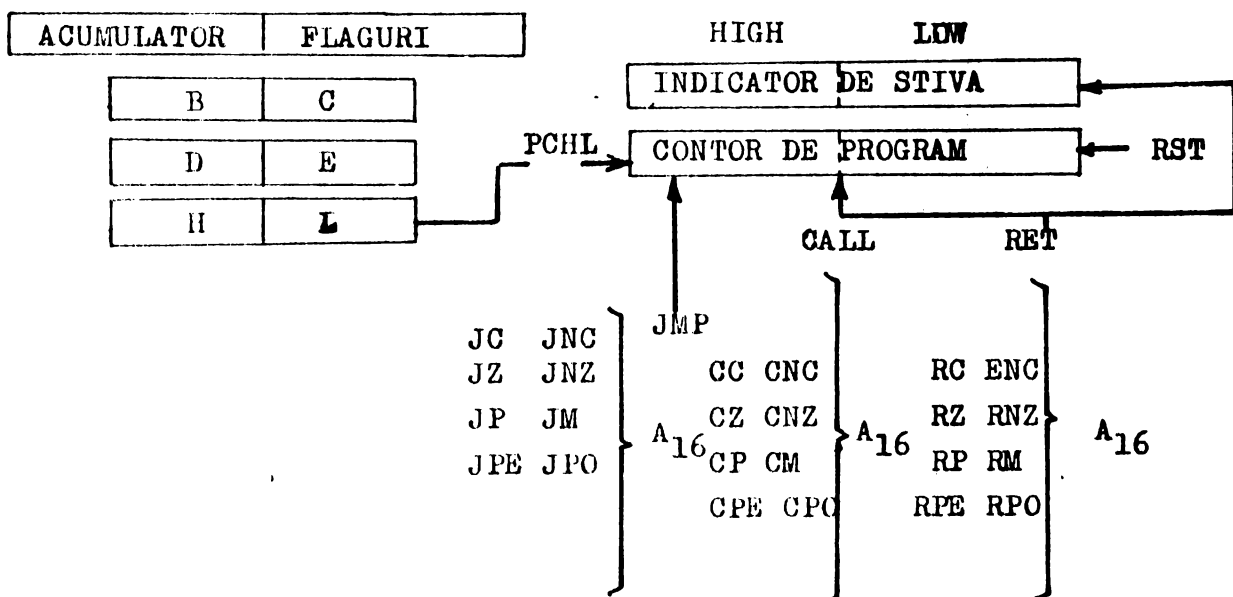 ACUMULATOR FLAGURI
HIGH LOW
B C
INDICATOR DE STIVA
D E
PCHL
CONTOR DE PROGRAM
RST
H L
CALL RET
JMP
JC JNC
JZ JNZ
JP JM
JPE JPO
A16
CC CNC
CZ CNZ
CP CM
CPE CPO
A16
RC ENC
RZ RNZ
RP RM
RPE RPO
A16